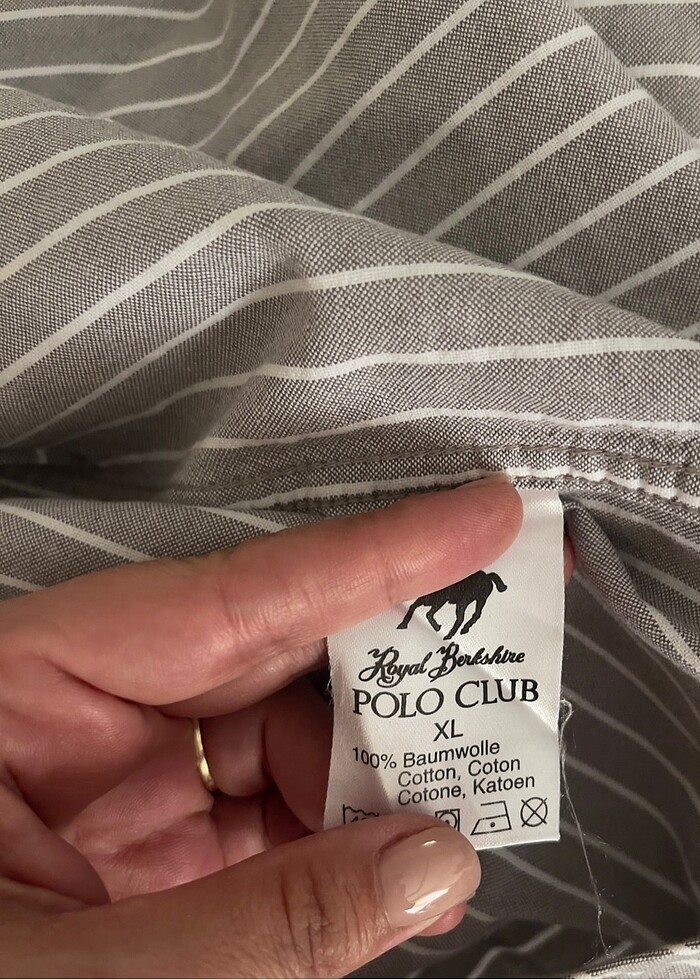 Royal Berkshire
POLO CLUB
XL
100% Baumwolle
Cotton, Coton
Cotone, Katoen